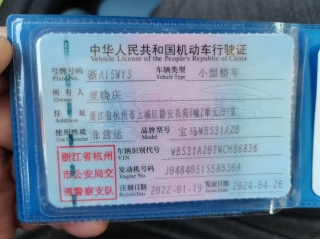 中华人民共和国机动车行驶证
Vehicle License of the People's Republic of China
号牌号码 浙A15WY3 车辆类型 小型轿车
Plate No. Vehicle Type
所有人 夏晓庆
Owner
住址
Address
使用性质 非营运 品牌型号 宝马WBS31AZ0
Use Character Model
浙江省杭州
市公安局交
通警察支队
车辆识别代号 WBS31AZ07NCH86836
VIN
发动机号码 J0484051S58830A
Engine No.
注册日期 2022-01-19 发证日期 2024-04-26
Register Date Issue Date